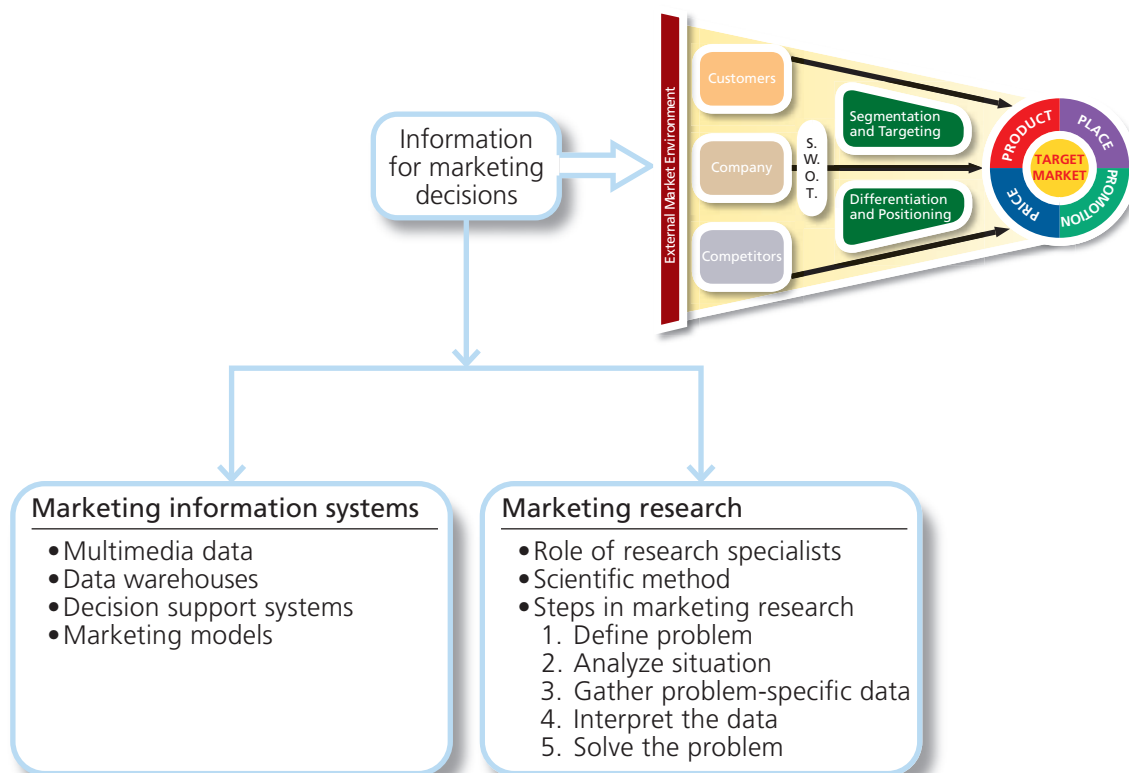 Information
for marketing
decisions
External Market Environment
Customers
Company
Competitors
S.
W.
O.
T.
Segmentation
and Targeting
Differentiation
and Positioning
PRODUCT
PLACE
PRICE
PROMOTION
TARGET
MARKET
Marketing information systems
•Multimedia data
•Data warehouses
•Decision support systems
•Marketing models
Marketing research
•Role of research specialists
•Scientific method
•Steps in marketing research
1. Define problem
2. Analyze situation
3. Gather problem-specific data
4. Interpret the data
5. Solve the problem